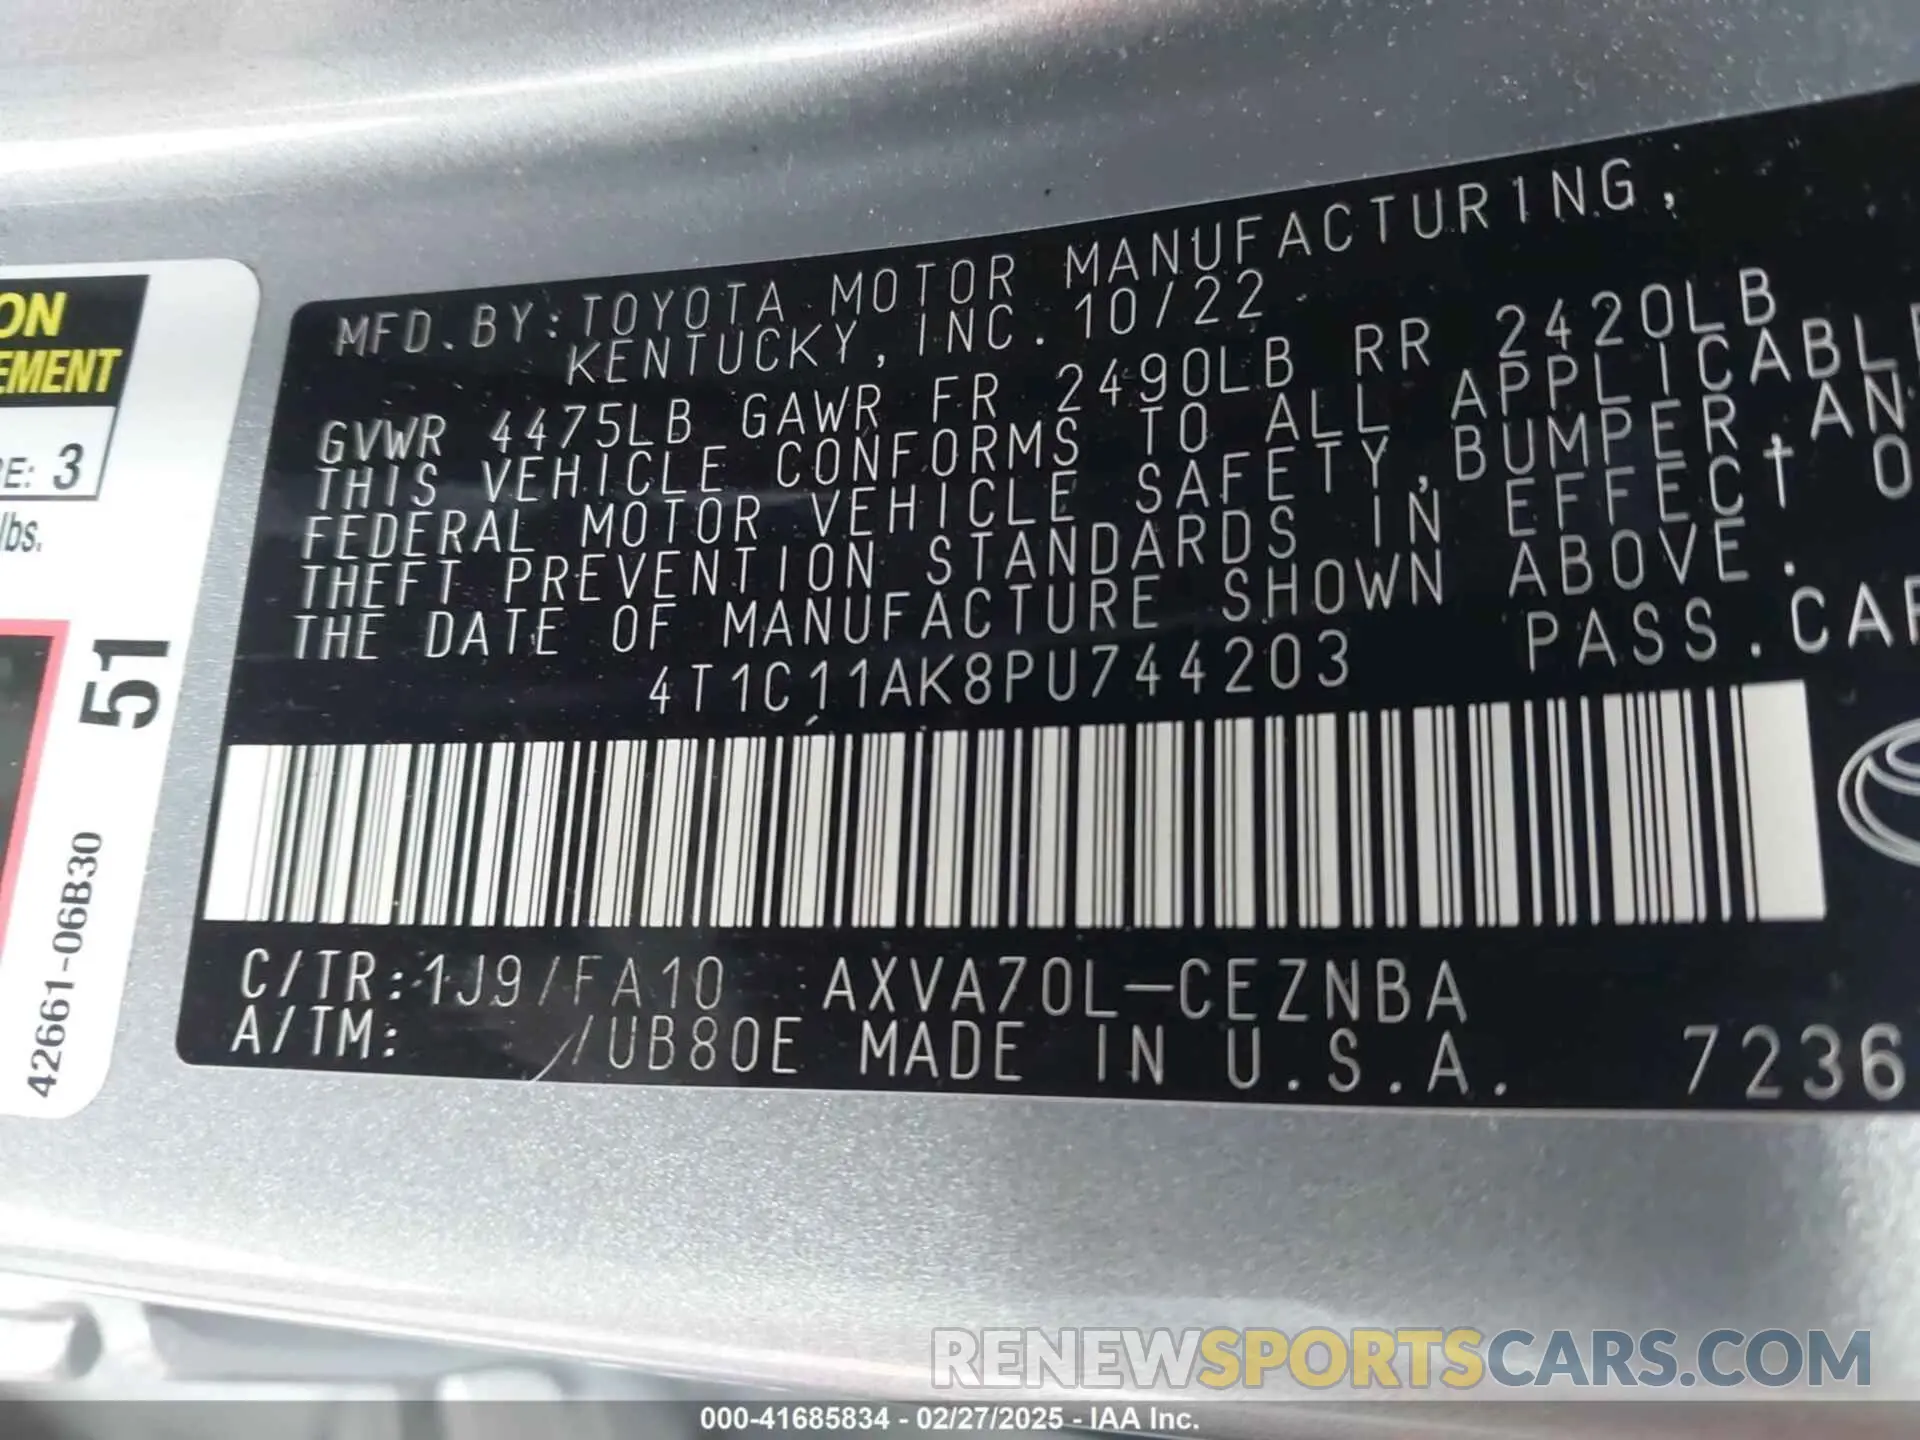 MFD.BY:TOYOTA MOTOR MANUFACTURING,
KENTUCKY, INC. 10/22
GVWR 4475LB GAWR FR 2490LB RR 2420LB
THIS VEHICLE CONFORMS TO ALL APPLICABLE
FEDERAL MOTOR VEHICLE SAFETY, BUMPER, AN
THEFT PREVENTION STANDARDS IN EFFECT O
THE DATE OF MANUFACTURE SHOWN ABOVE.
4T1C11AK8PU744203 PASS.CAR
C/TR:1J9/FA10 AXVA70L-CEZNBA
A/TM: /UB80E MADE IN U.S.A. 7236
ON
EMENT
E: 3
lbs.
51
42661-06B30
RENEWSPORTSCARS.COM
000-41685834 - 02/27/2025 - IAA Inc.